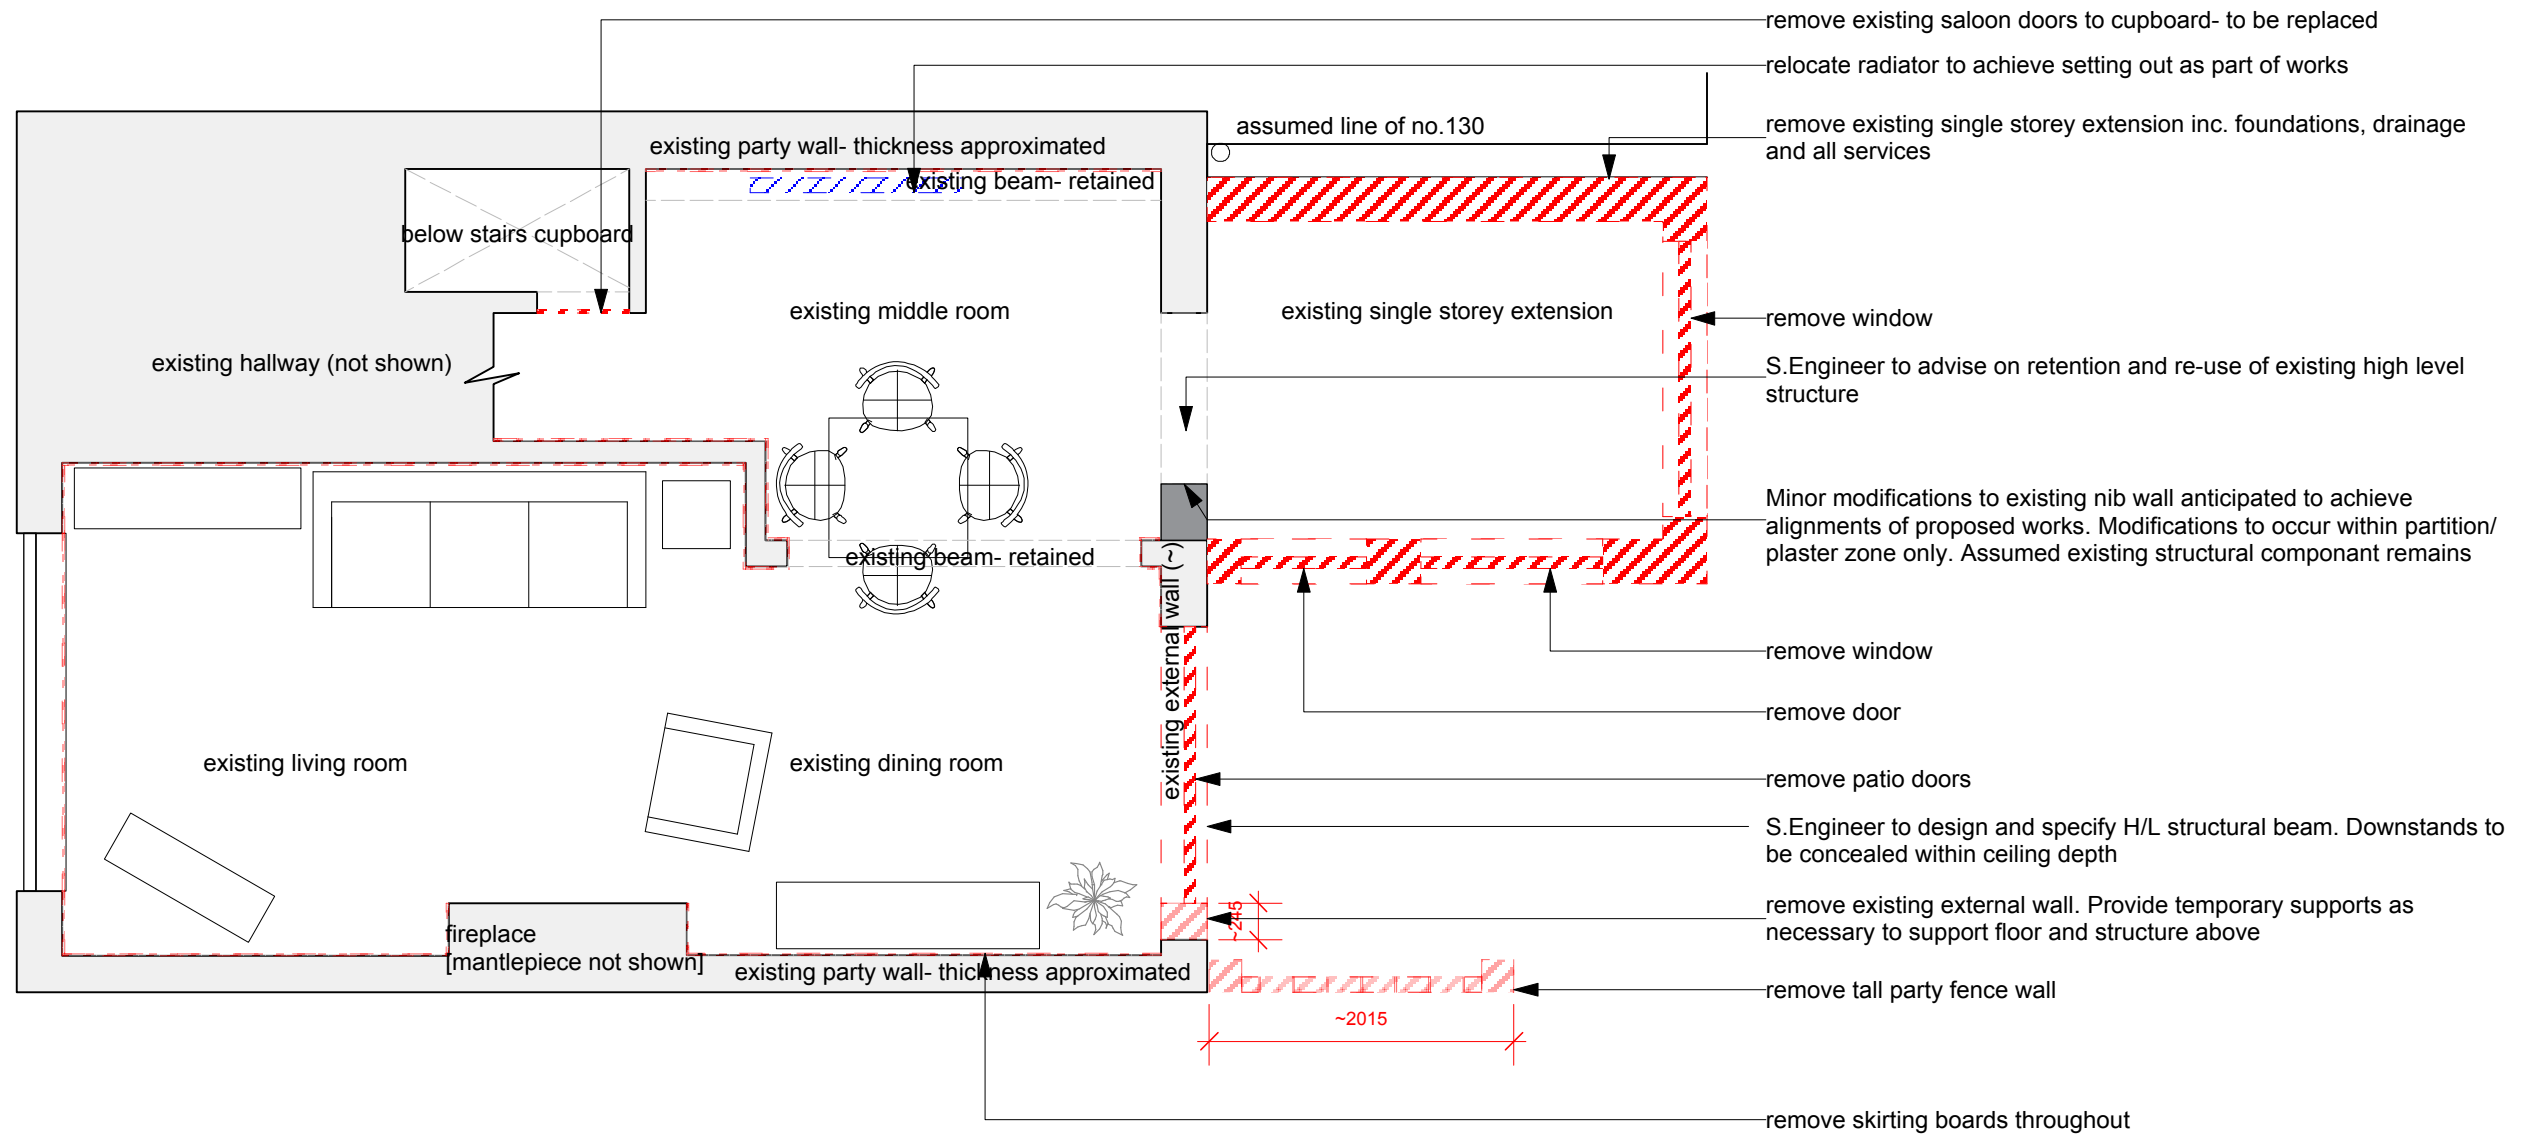 remove existing saloon doors to cupboard- to be replaced
relocate radiator to achieve setting out as part of works
assumed line of no.130
remove existing single storey extension inc. foundations, drainage
and all services
existing party wall- thickness approximated
existing beam- retained
below stairs cupboard
existing middle room
existing single storey extension
remove window
existing hallway (not shown)
S.Engineer to advise on retention and re-use of existing high level
structure
Minor modifications to existing nib wall anticipated to achieve
alignments of proposed works. Modifications to occur within partition/
plaster zone only. Assumed existing structural componant remains
existing beam- retained
existing external wall (~)
remove window
remove door
existing living room
existing dining room
remove patio doors
S.Engineer to design and specify H/L structural beam. Downstands to
be concealed within ceiling depth
remove existing external wall. Provide temporary supports as
necessary to support floor and structure above
~245
fireplace
[mantlepiece not shown]
existing party wall- thickness approximated
remove tall party fence wall
~2015
remove skirting boards throughout